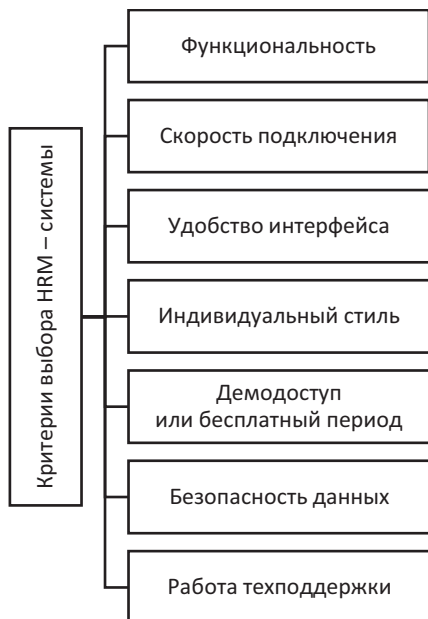 Критерии выбора HRM – системы
Функциональность
Скорость подключения
Удобство интерфейса
Индивидуальный стиль
Демодоступ
или бесплатный период
Безопасность данных
Работа техподдержки